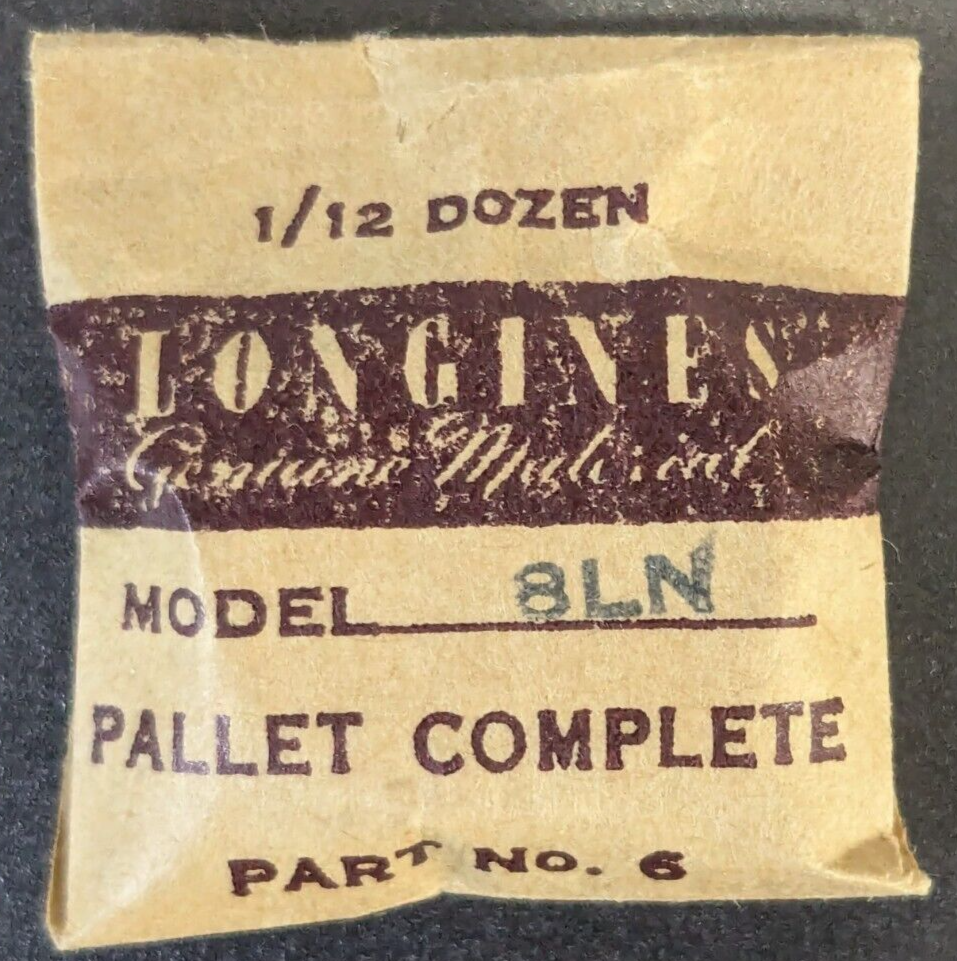 1/12 DOZEN
LONGINES
Genuine Material
MODEL 8LN
PALLET COMPLETE
PART No. 6